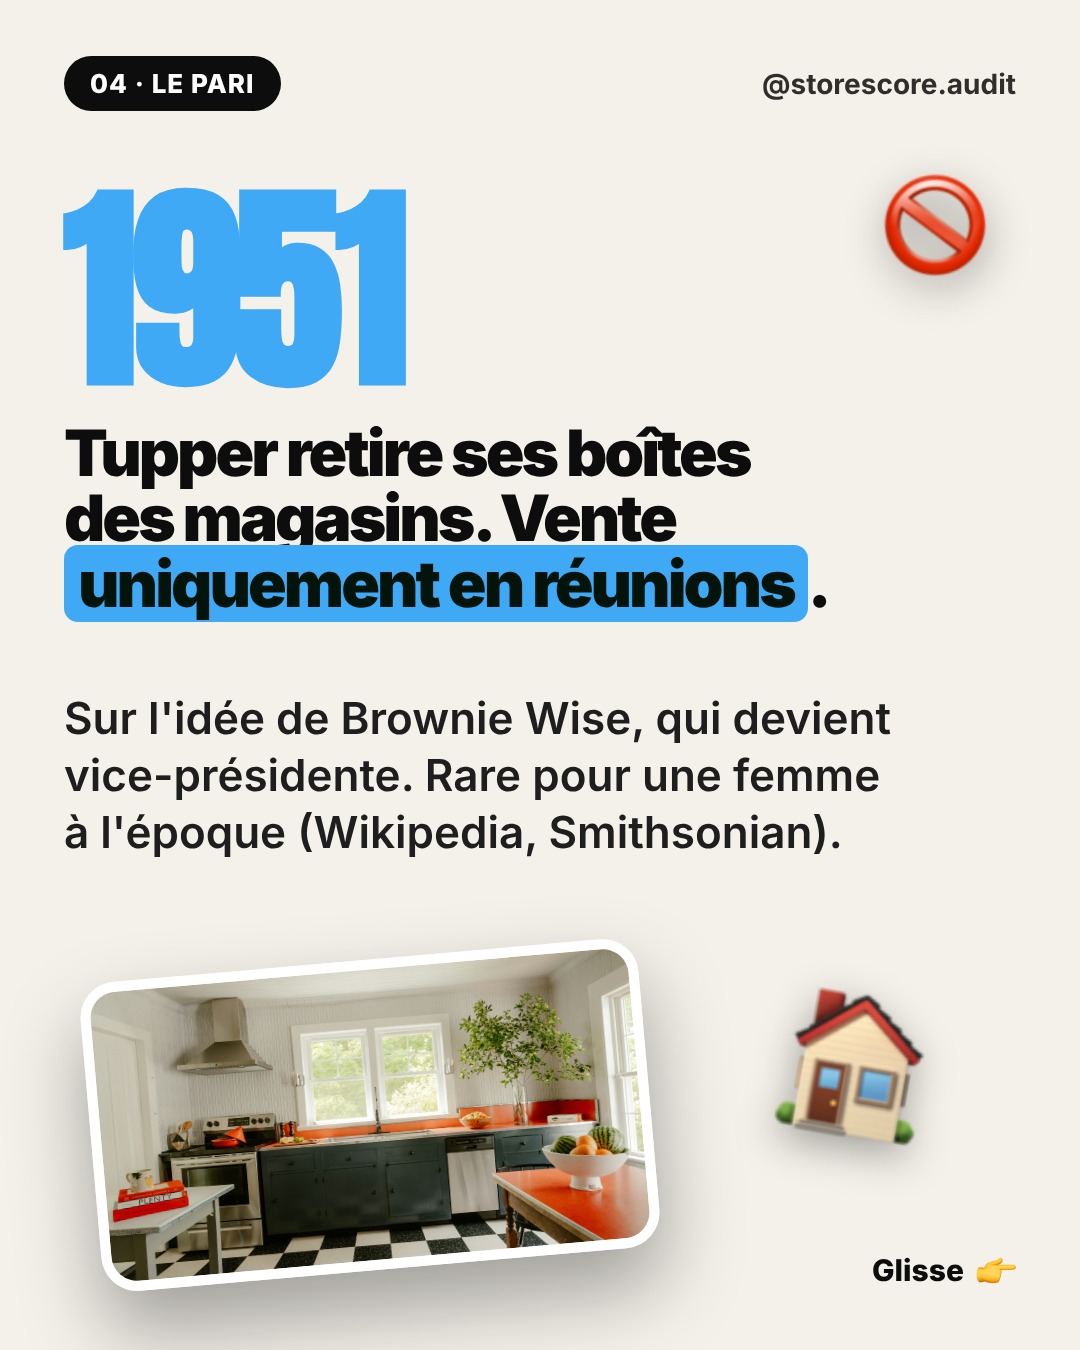 04 · LE PARI
@storescore.audit
1951
Tupper retire ses boîtes
des magasins. Vente
uniquement en réunions.
Sur l'idée de Brownie Wise, qui devient
vice-présidente. Rare pour une femme
à l'époque (Wikipedia, Smithsonian).
PLENTY
Glisse